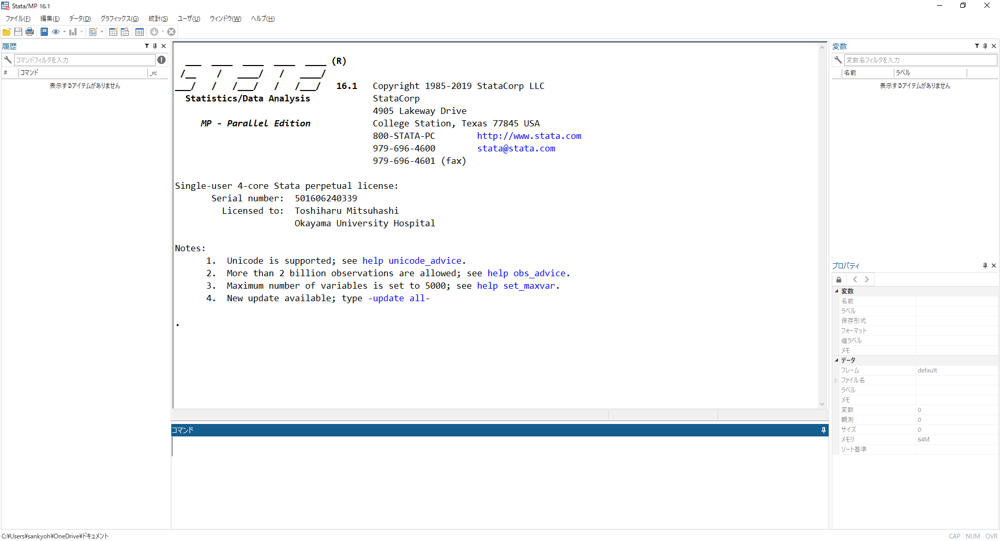 Stata/MP 16.1
ファイル(F) 編集(E) データ(D) グラフィックス(G) 統計(S) ユーザ(U) ウィンドウ(W) ヘルプ(H)
履歴
コマンドフィルタを入力
# コマンド _rc
表示するアイテムがありません
(R)
16.1 Copyright 1985-2019 StataCorp LLC
Statistics/Data Analysis StataCorp
4905 Lakeway Drive
MP - Parallel Edition College Station, Texas 77845 USA
800-STATA-PC http://www.stata.com
979-696-4600 stata@stata.com
979-696-4601 (fax)
Single-user 4-core Stata perpetual license:
Serial number: 501606240339
Licensed to: Toshiharu Mitsuhashi
Okayama University Hospital
Notes:
1. Unicode is supported; see help unicode_advice.
2. More than 2 billion observations are allowed; see help obs_advice.
3. Maximum number of variables is set to 5000; see help set_maxvar.
4. New update available; type -update all-
.
コマンド
変数
変数名フィルタを入力
名前 ラベル
表示するアイテムがありません
プロパティ
変数
名前
ラベル
保存形式
フォーマット
値ラベル
メモ
データ
フレーム default
ファイル名
ラベル
メモ
変数 0
観測 0
サイズ 0
メモリ 64M
ソート基準
C:¥Users¥sankyoh¥OneDrive¥ドキュメント
CAP NUM OVR